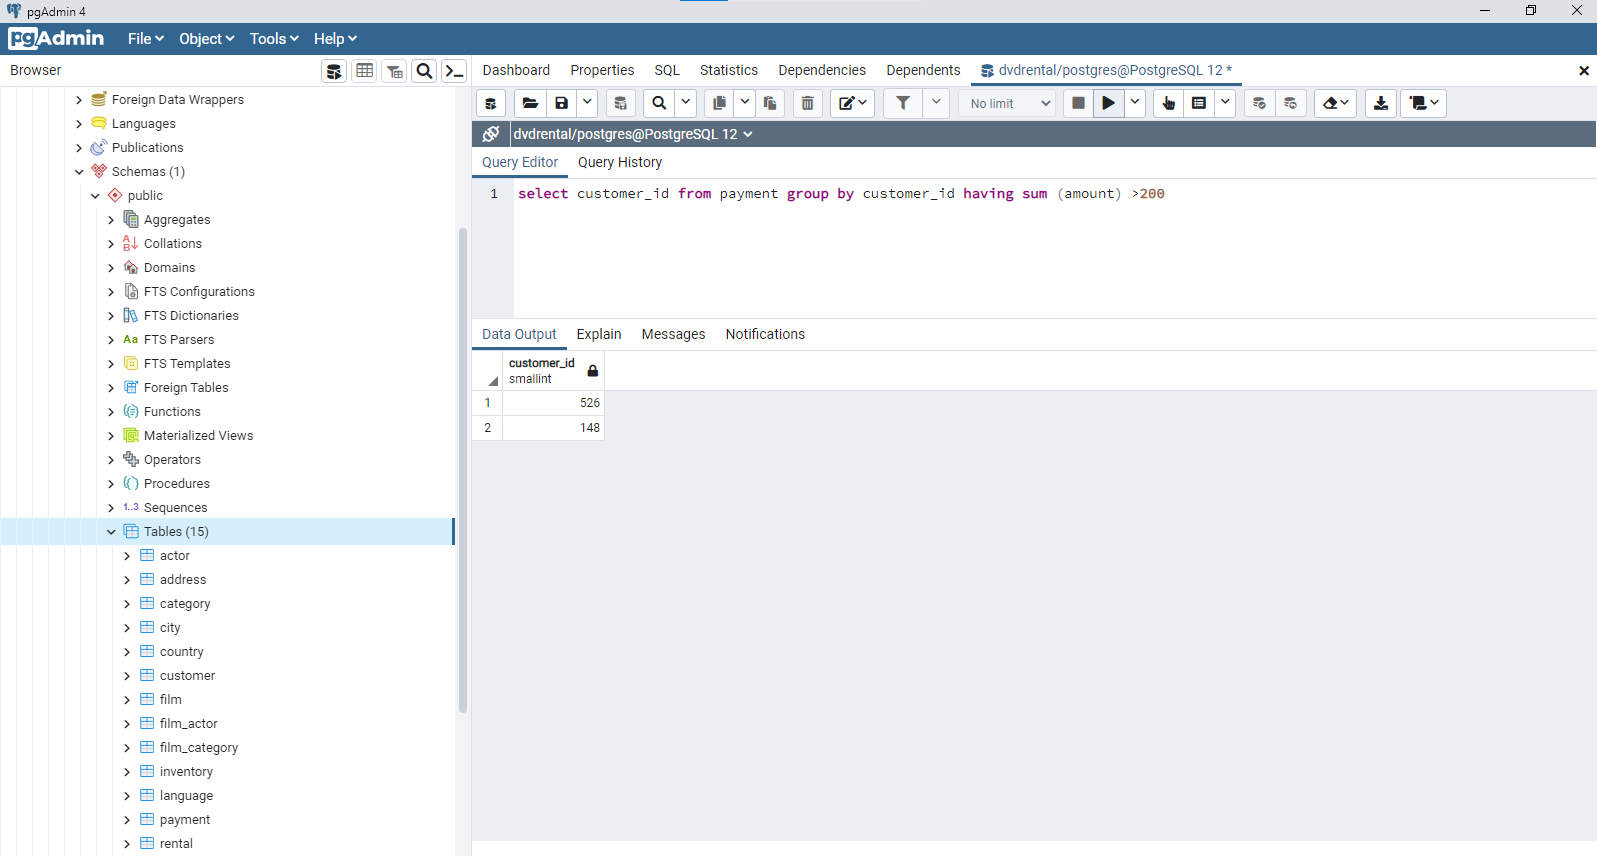 pgAdmin 4
pgAdmin File Object Tools Help
Browser
Dashboard Properties SQL Statistics Dependencies Dependents dvdrental/postgres@PostgreSQL 12 *
No limit
dvdrental/postgres@PostgreSQL 12
Query Editor Query History
1 select customer_id from payment group by customer_id having sum (amount) >200
Data Output Explain Messages Notifications
customer_id
smallint
1 526
2 148
Foreign Data Wrappers
Languages
Publications
Schemas (1)
public
Aggregates
Collations
Domains
FTS Configurations
FTS Dictionaries
Aa FTS Parsers
FTS Templates
Foreign Tables
Functions
Materialized Views
Operators
Procedures
1..3 Sequences
Tables (15)
actor
address
category
city
country
customer
film
film_actor
film_category
inventory
language
payment
rental